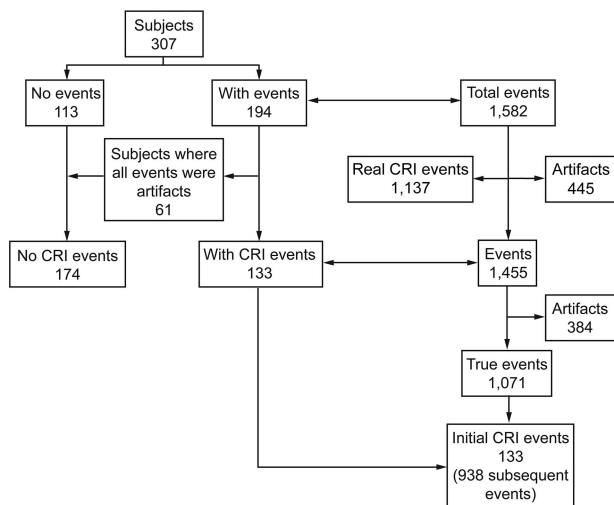 Subjects
307
No events
113
With events
194
Total events
1,582
Subjects where
all events were
artifacts
61
Real CRI events
1,137
Artifacts
445
No CRI events
174
With CRI events
133
Events
1,455
Artifacts
384
True events
1,071
Initial CRI events
133
(938 subsequent
events)